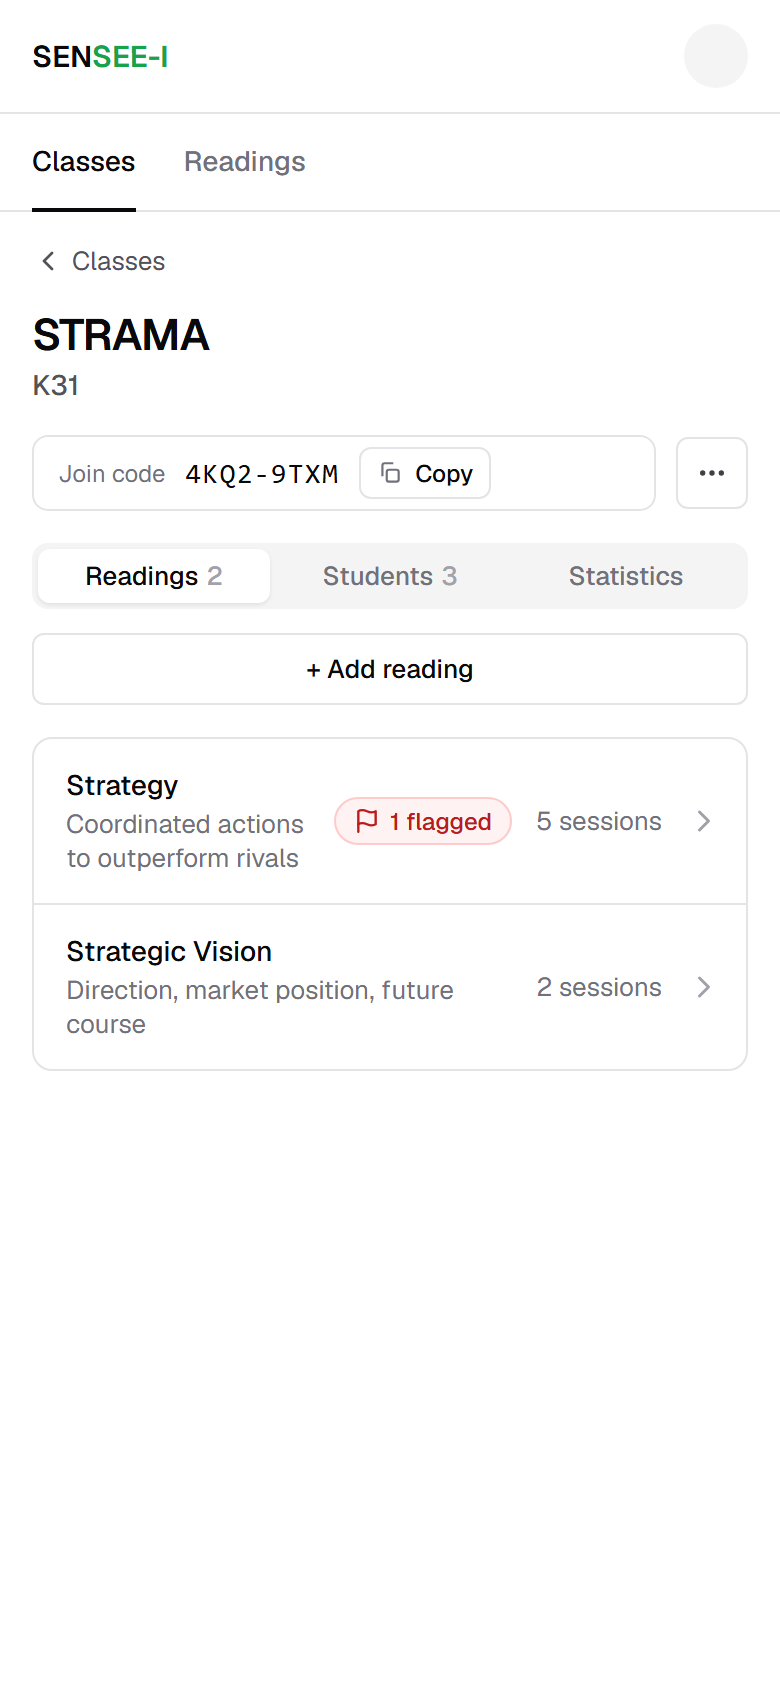 SENSEE-I
Classes Readings
Classes
STRAMA
K31
Join code 4KQ2-9TXM Copy
Readings 2 Students 3 Statistics
+ Add reading
Strategy
Coordinated actions
to outperform rivals
1 flagged 5 sessions
Strategic Vision
Direction, market position, future
course
2 sessions